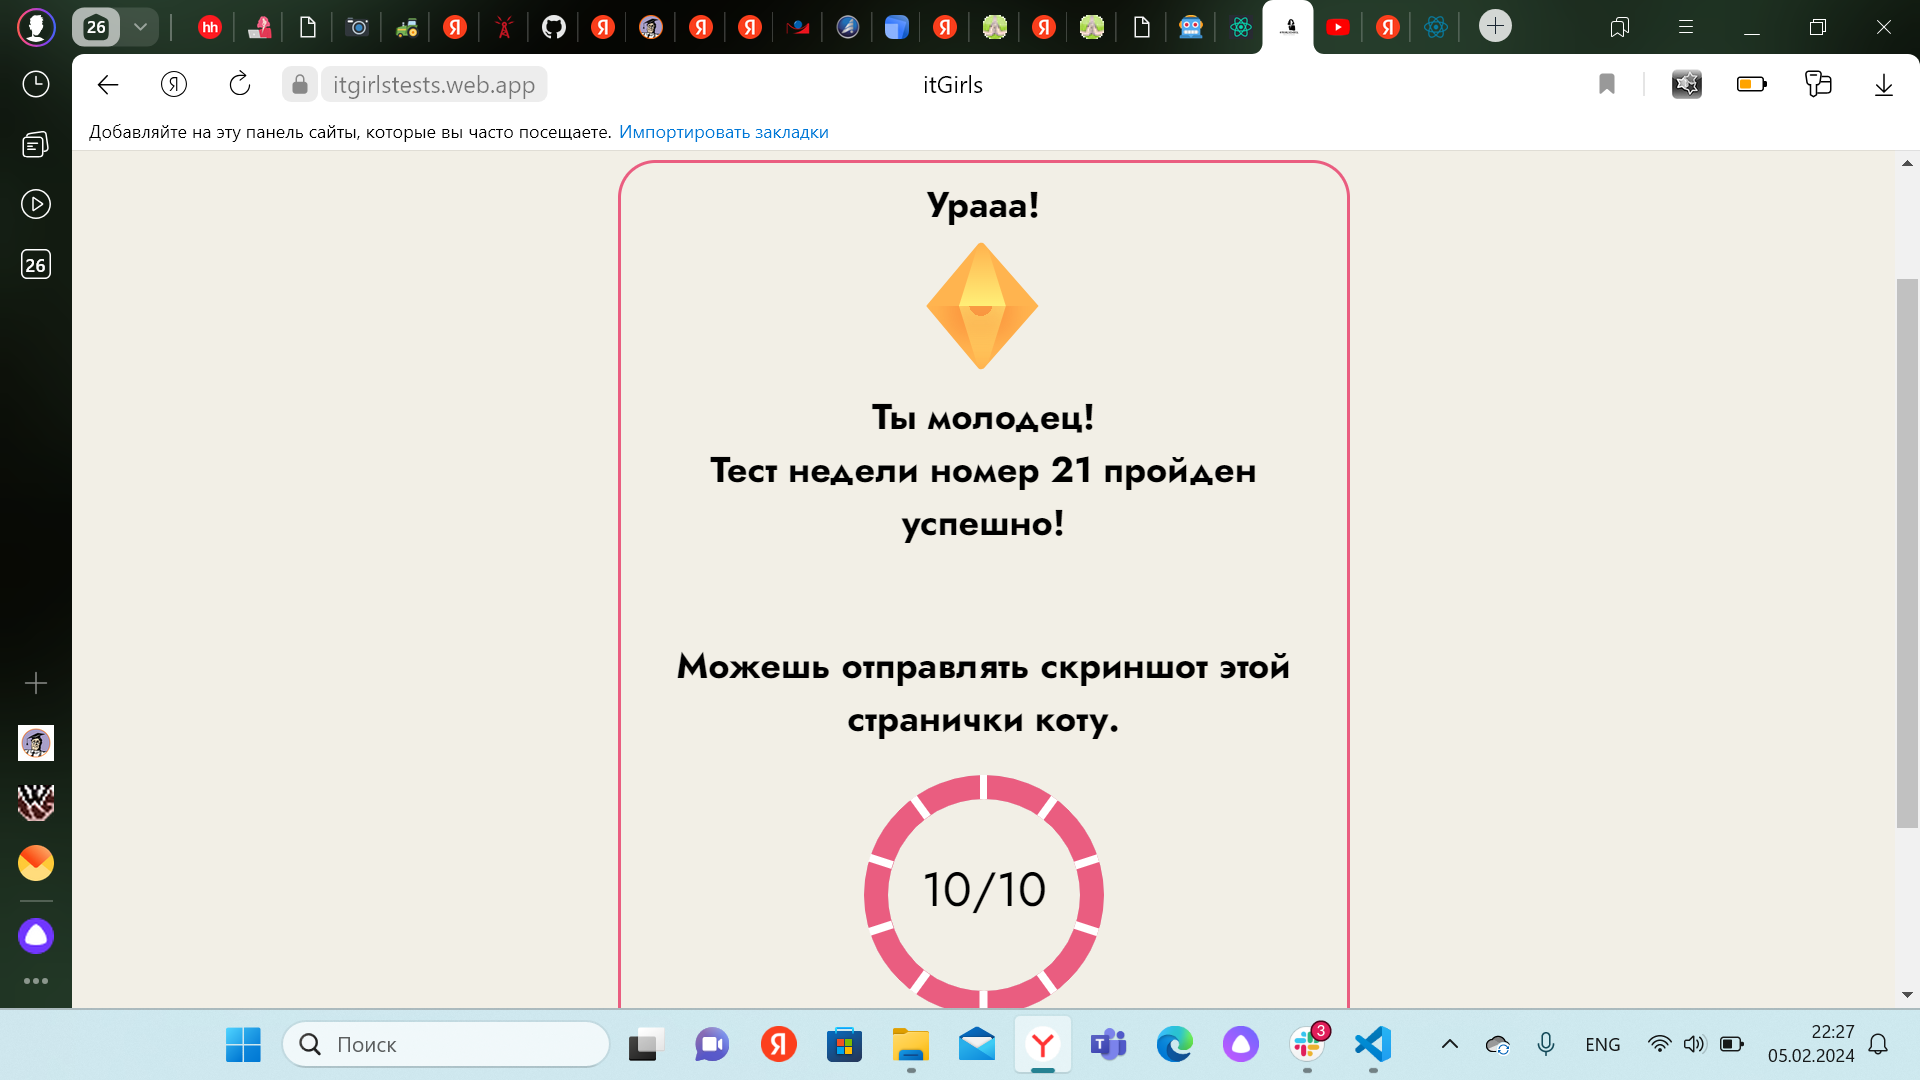 26
hh
itgirlstests.web.app
itGirls
Добавляйте на эту панель сайты, которые вы часто посещаете. Импортировать закладки
26
Урааа!
Ты молодец!
Тест недели номер 21 пройден
успешно!
Можешь отправлять скриншот этой
странички коту.
10/10
Поиск
3
ENG
22:27
05.02.2024